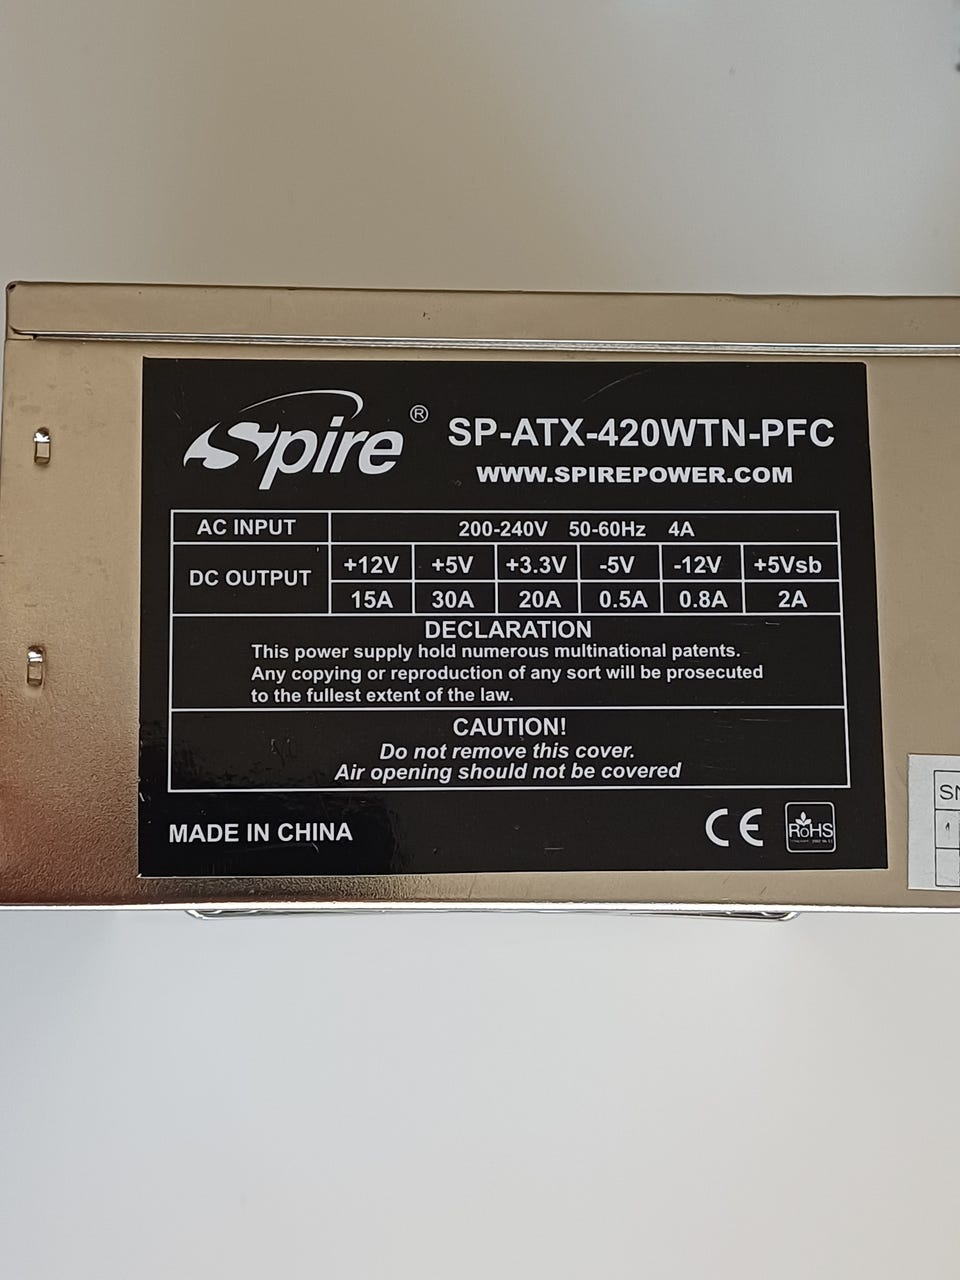 Spire® SP-ATX-420WTN-PFC
WWW.SPIREPOWER.COM
AC INPUT 200-240V 50-60Hz 4A
DC OUTPUT +12V +5V +3.3V -5V -12V +5Vsb
15A 30A 20A 0.5A 0.8A 2A
DECLARATION
This power supply hold numerous multinational patents.
Any copying or reproduction of any sort will be prosecuted
to the fullest extent of the law.
CAUTION!
Do not remove this cover.
Air opening should not be covered
MADE IN CHINA CE RoHS
SN
1